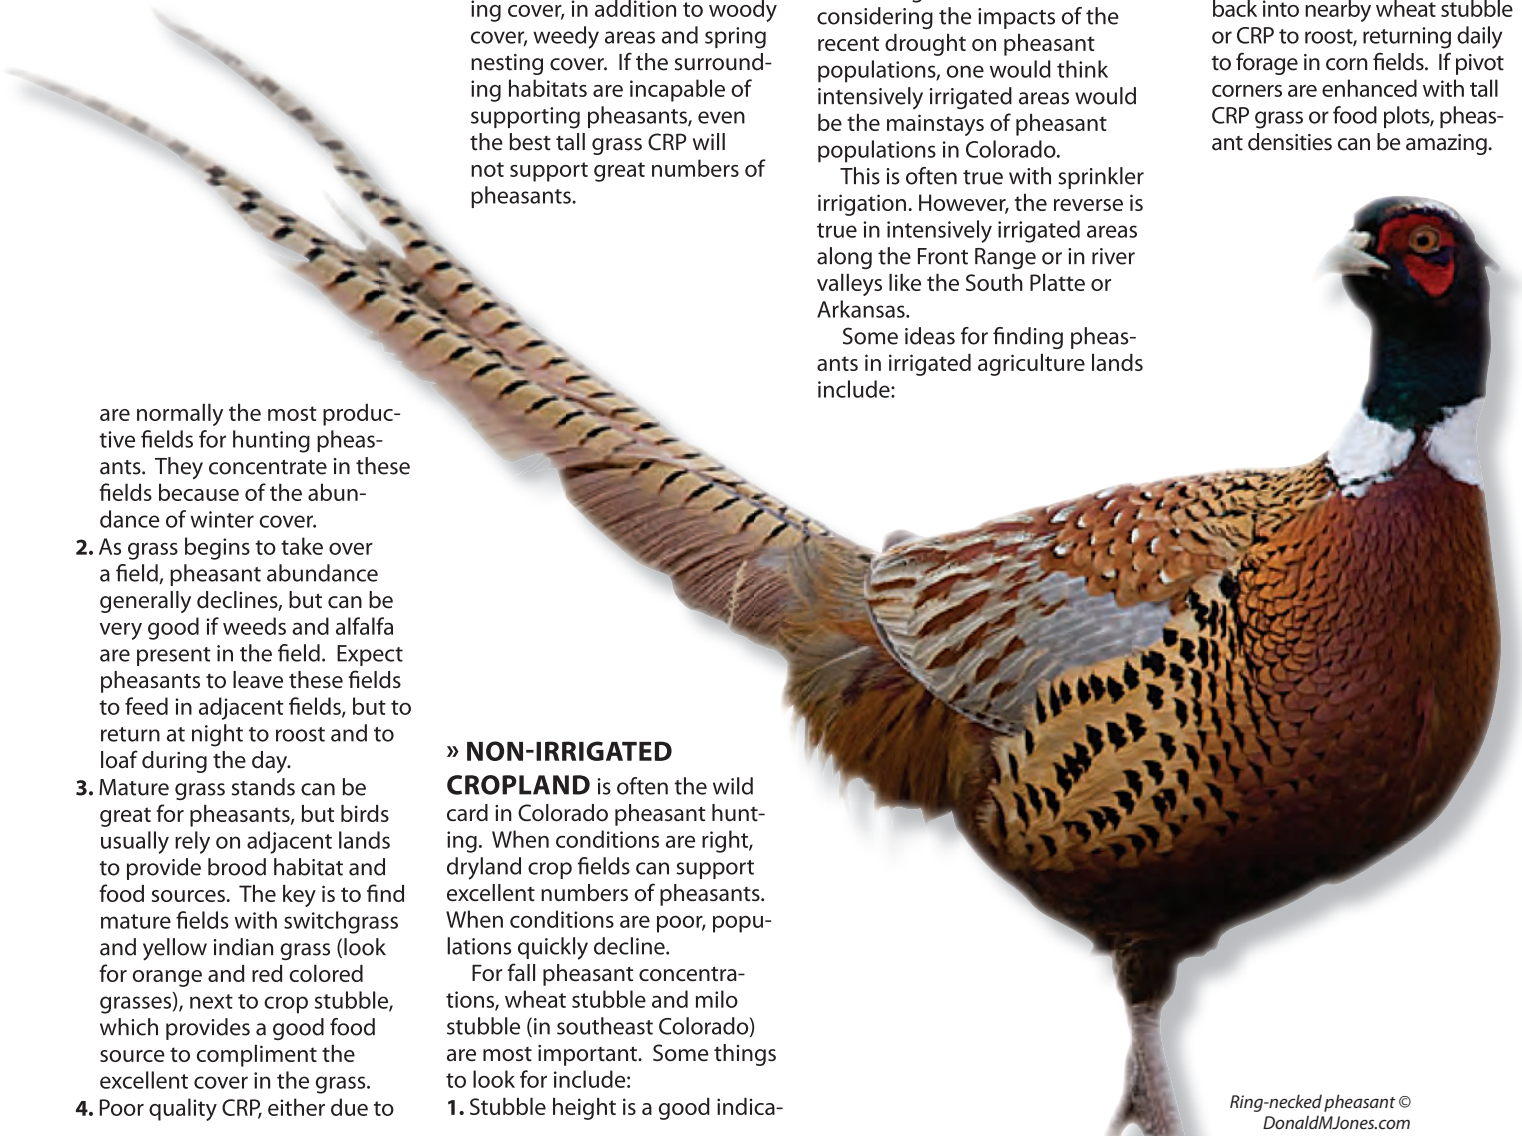 are normally the most produc-
tive fields for hunting pheas-
ants. They concentrate in these
fields because of the abun-
dance of winter cover.
2. As grass begins to take over
a field, pheasant abundance
generally declines, but can be
very good if weeds and alfalfa
are present in the field. Expect
pheasants to leave these fields
to feed in adjacent fields, but to
return at night to roost and to
loaf during the day.
3. Mature grass stands can be
great for pheasants, but birds
usually rely on adjacent lands
to provide brood habitat and
food sources. The key is to find
mature fields with switchgrass
and yellow indian grass (look
for orange and red colored
grasses), next to crop stubble,
which provides a good food
source to compliment the
excellent cover in the grass.
4. Poor quality CRP, either due to
ing cover, in addition to woody
cover, weedy areas and spring
nesting cover. If the surround-
ing habitats are incapable of
supporting pheasants, even
the best tall grass CRP will
not support great numbers of
pheasants.
» NON-IRRIGATED
CROPLAND is often the wild
card in Colorado pheasant hunt-
ing. When conditions are right,
dryland crop fields can support
excellent numbers of pheasants.
When conditions are poor, popu-
lations quickly decline.
For fall pheasant concentra-
tions, wheat stubble and milo
stubble (in southeast Colorado)
are most important. Some things
to look for include:
1. Stubble height is a good indica-
considering the impacts of the
recent drought on pheasant
populations, one would think
intensively irrigated areas would
be the mainstays of pheasant
populations in Colorado.
This is often true with sprinkler
irrigation. However, the reverse is
true in intensively irrigated areas
along the Front Range or in river
valleys like the South Platte or
Arkansas.
Some ideas for finding pheas-
ants in irrigated agriculture lands
include:
back into nearby wheat stubble
or CRP to roost, returning daily
to forage in corn fields. If pivot
corners are enhanced with tall
CRP grass or food plots, pheas-
ant densities can be amazing.
Ring-necked pheasant ©
DonaldMJones.com